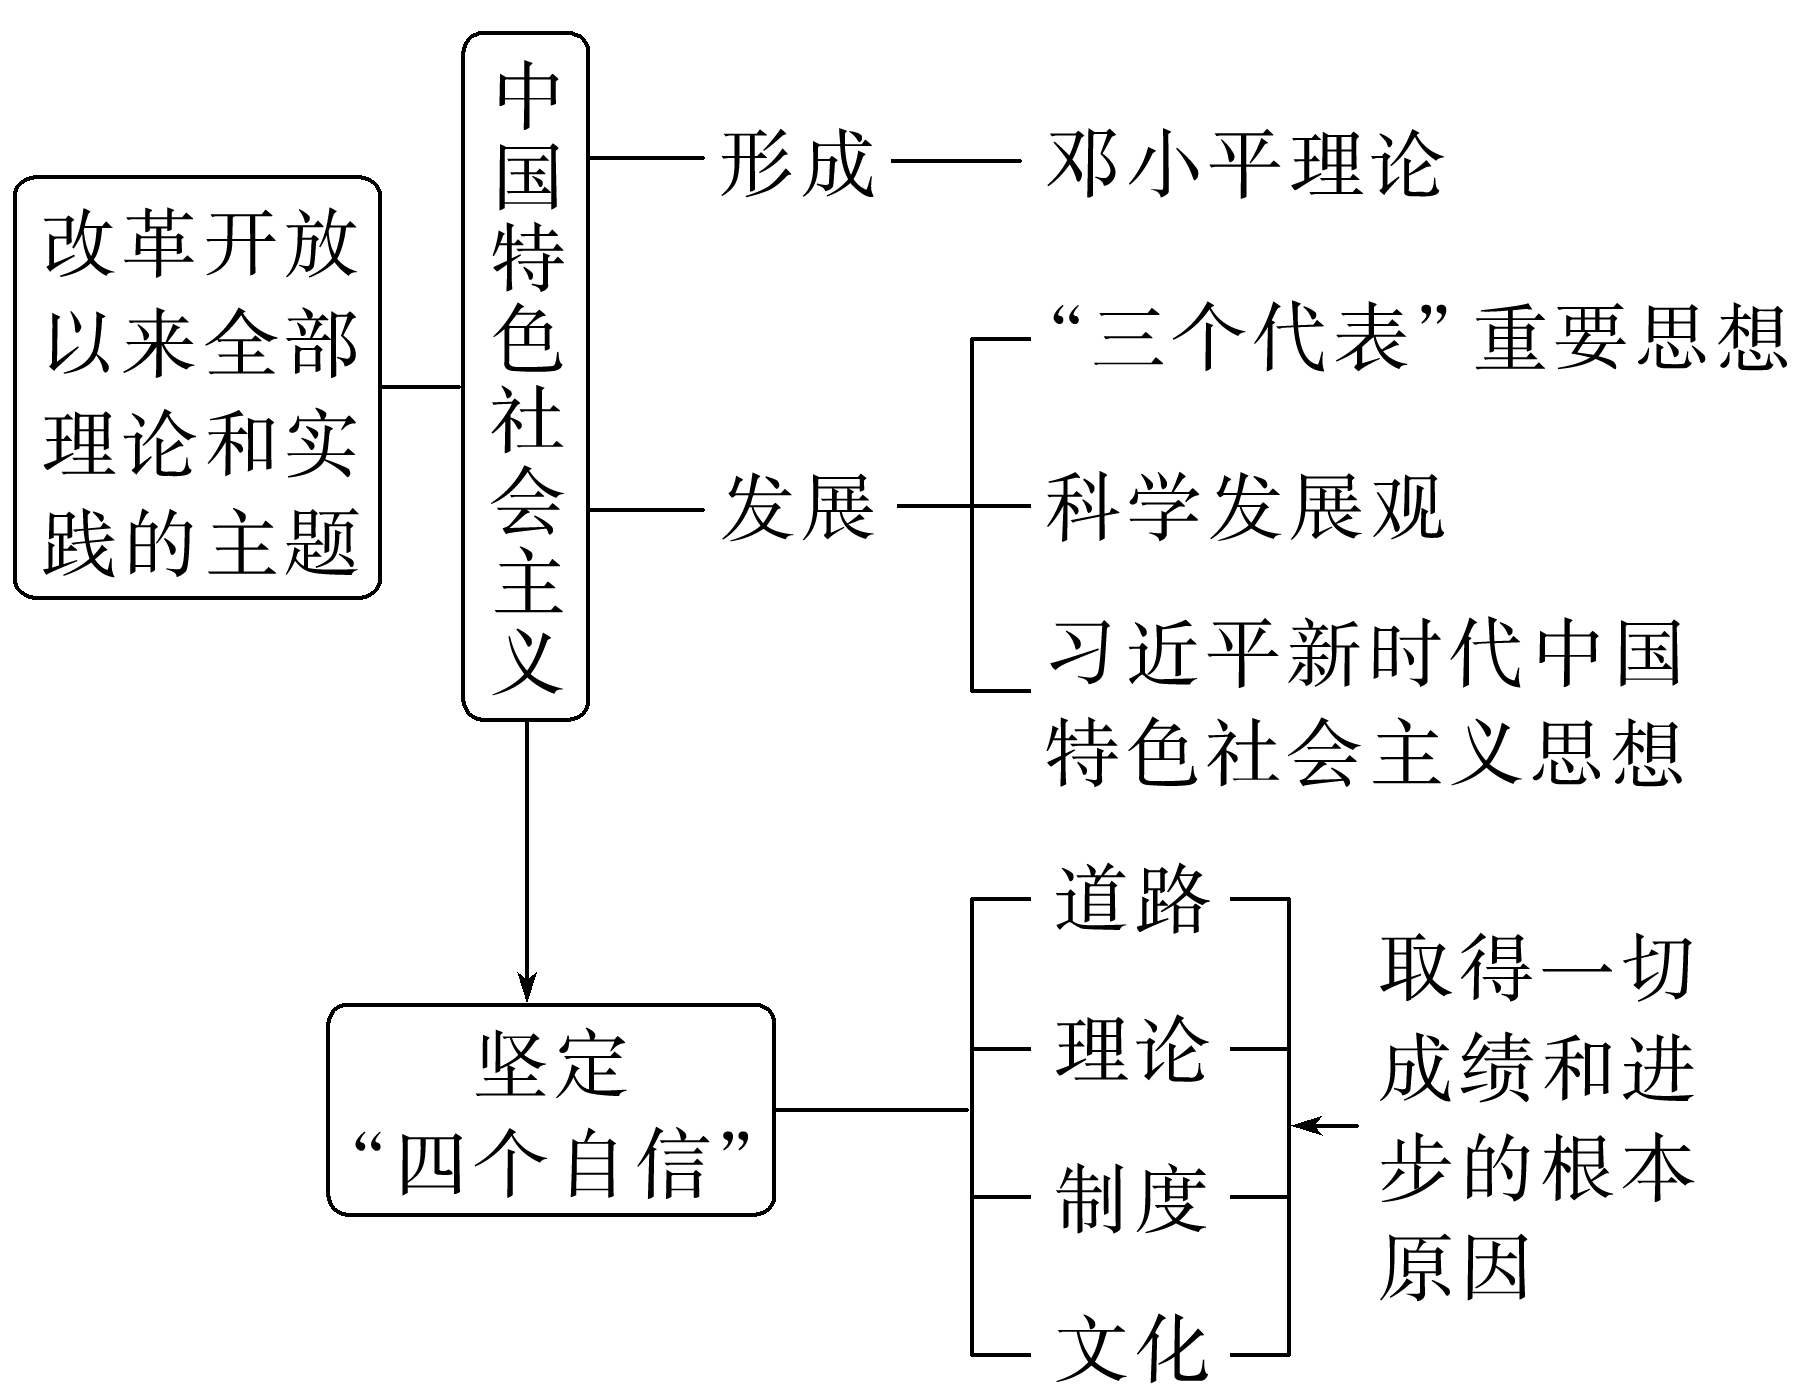 改革开放
以来全部
理论和实
践的主题
中国特色社会主义
形成
邓小平理论
发展
“三个代表”重要思想
科学发展观
习近平新时代中国
特色社会主义思想
坚定
“四个自信”
道路
理论
制度
文化
取得一切
成绩和进
步的根本
原因